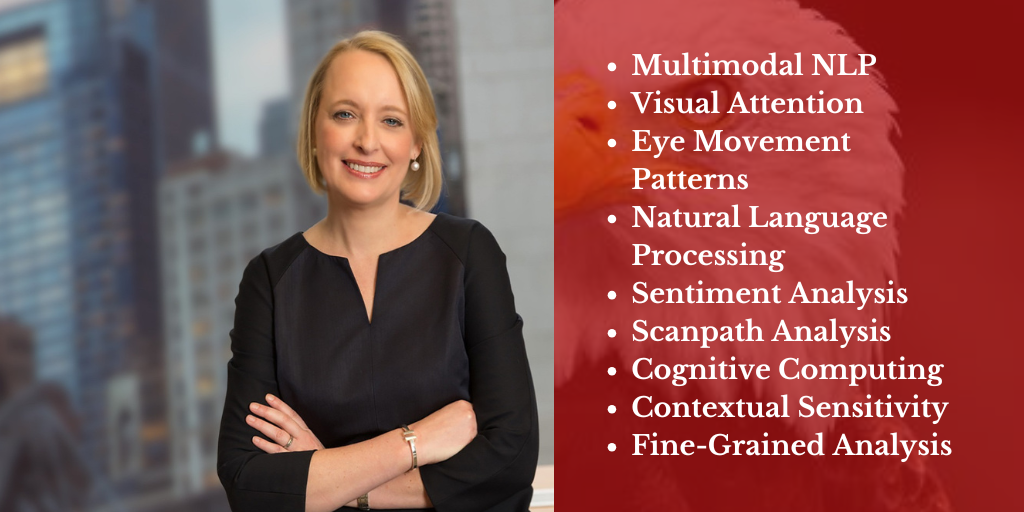 • Multimodal NLP
• Visual Attention
• Eye Movement
Patterns
• Natural Language
Processing
• Sentiment Analysis
• Scanpath Analysis
• Cognitive Computing
• Contextual Sensitivity
• Fine-Grained Analysis